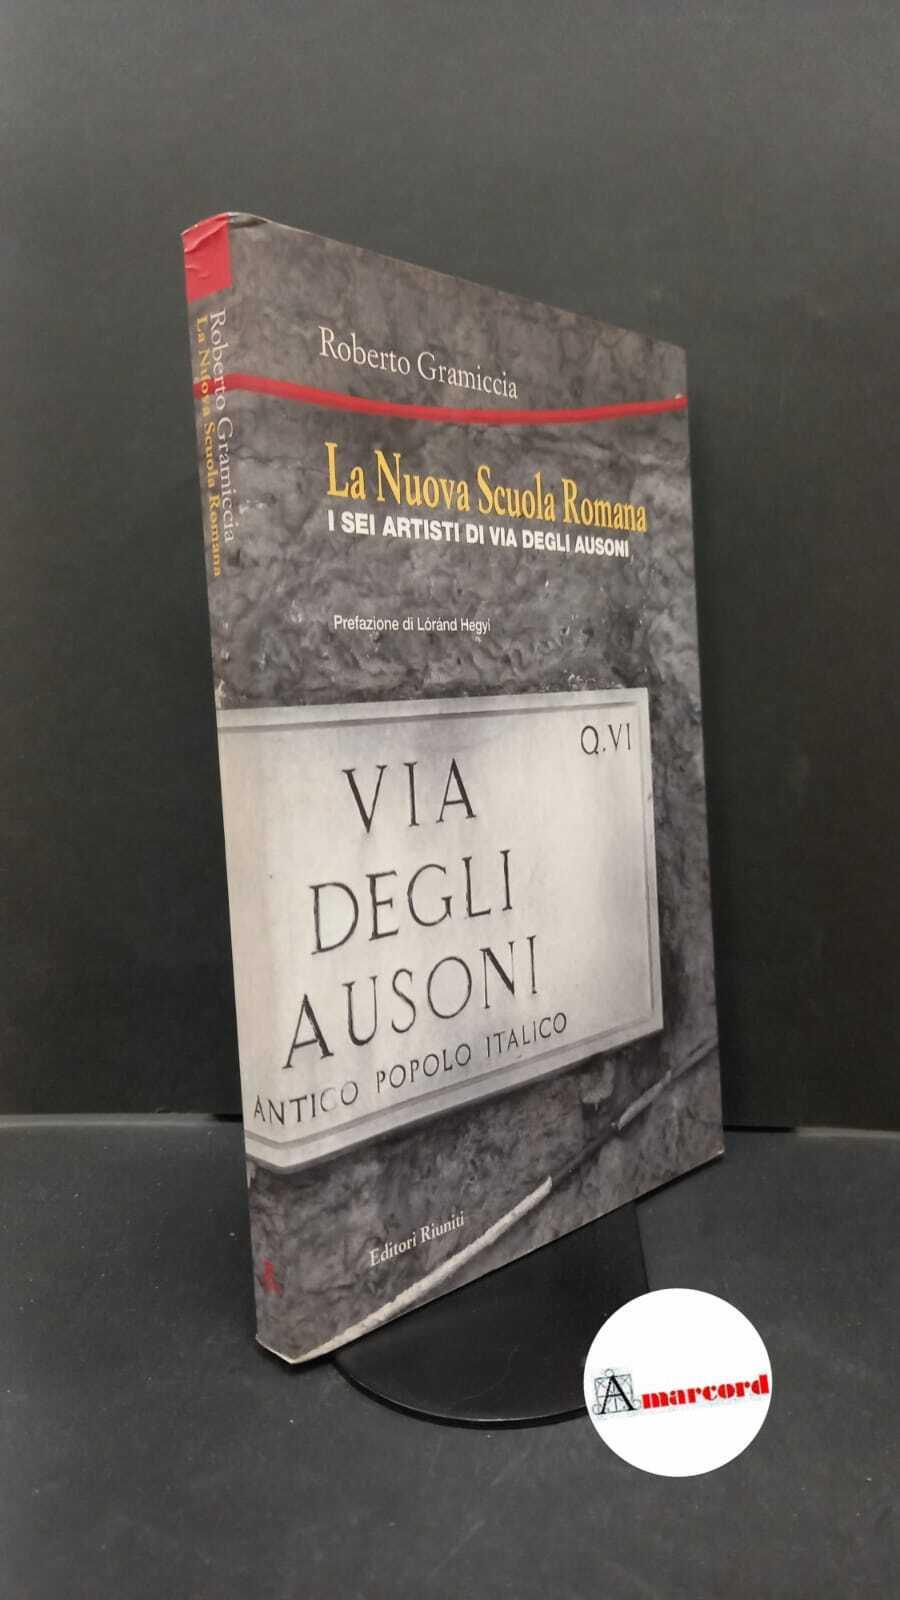 Roberto Gramiccia
La Nuova Scuola Romana
Roberto Gramiccia
La Nuova Scuola Romana
I SEI ARTISTI DI VIA DEGLI AUSONI
Prefazione di Lóránd Hegyi
Q.VI
VIA
DEGLI
AUSONI
ANTICO POPOLO ITALICO
Editori Riuniti
Amarcord